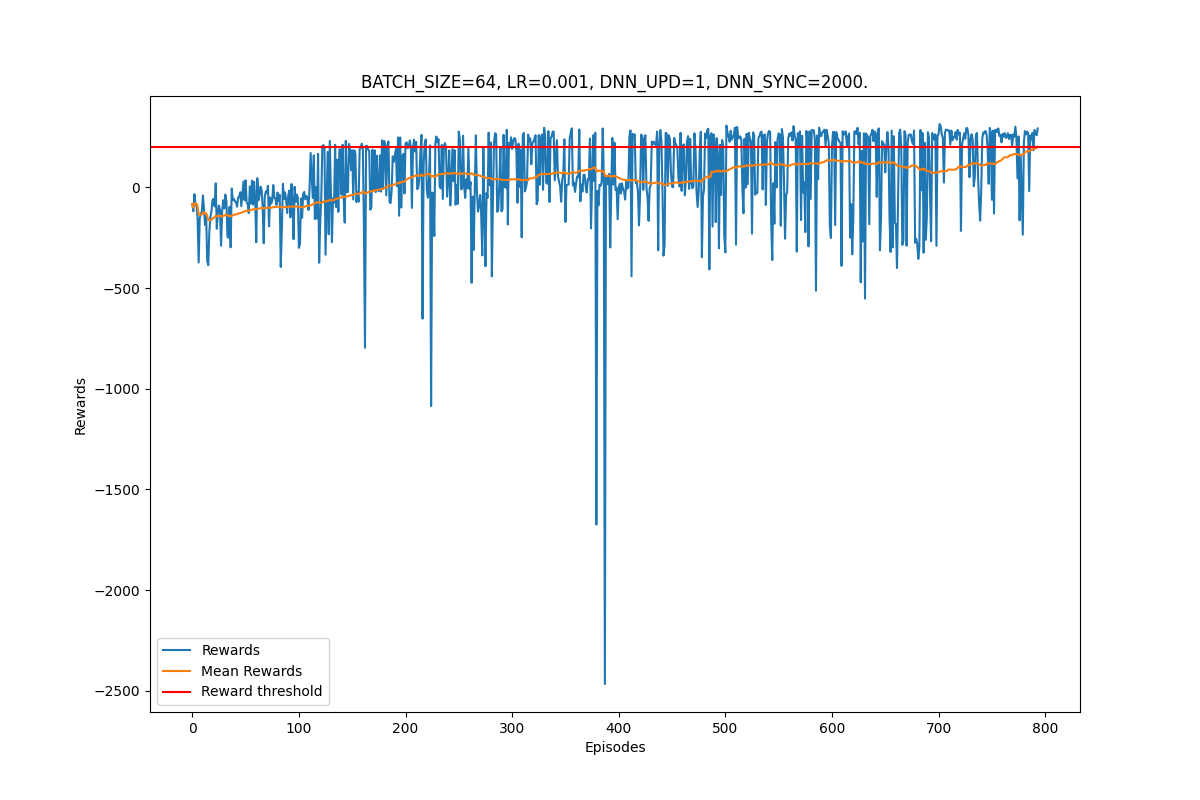 BATCH_SIZE=64, LR=0.001, DNN_UPD=1, DNN_SYNC=2000.
Rewards
0
−500
−1000
−1500
−2000
−2500
Rewards
Mean Rewards
Reward threshold
0 100 200 300 400 500 600 700 800
Episodes